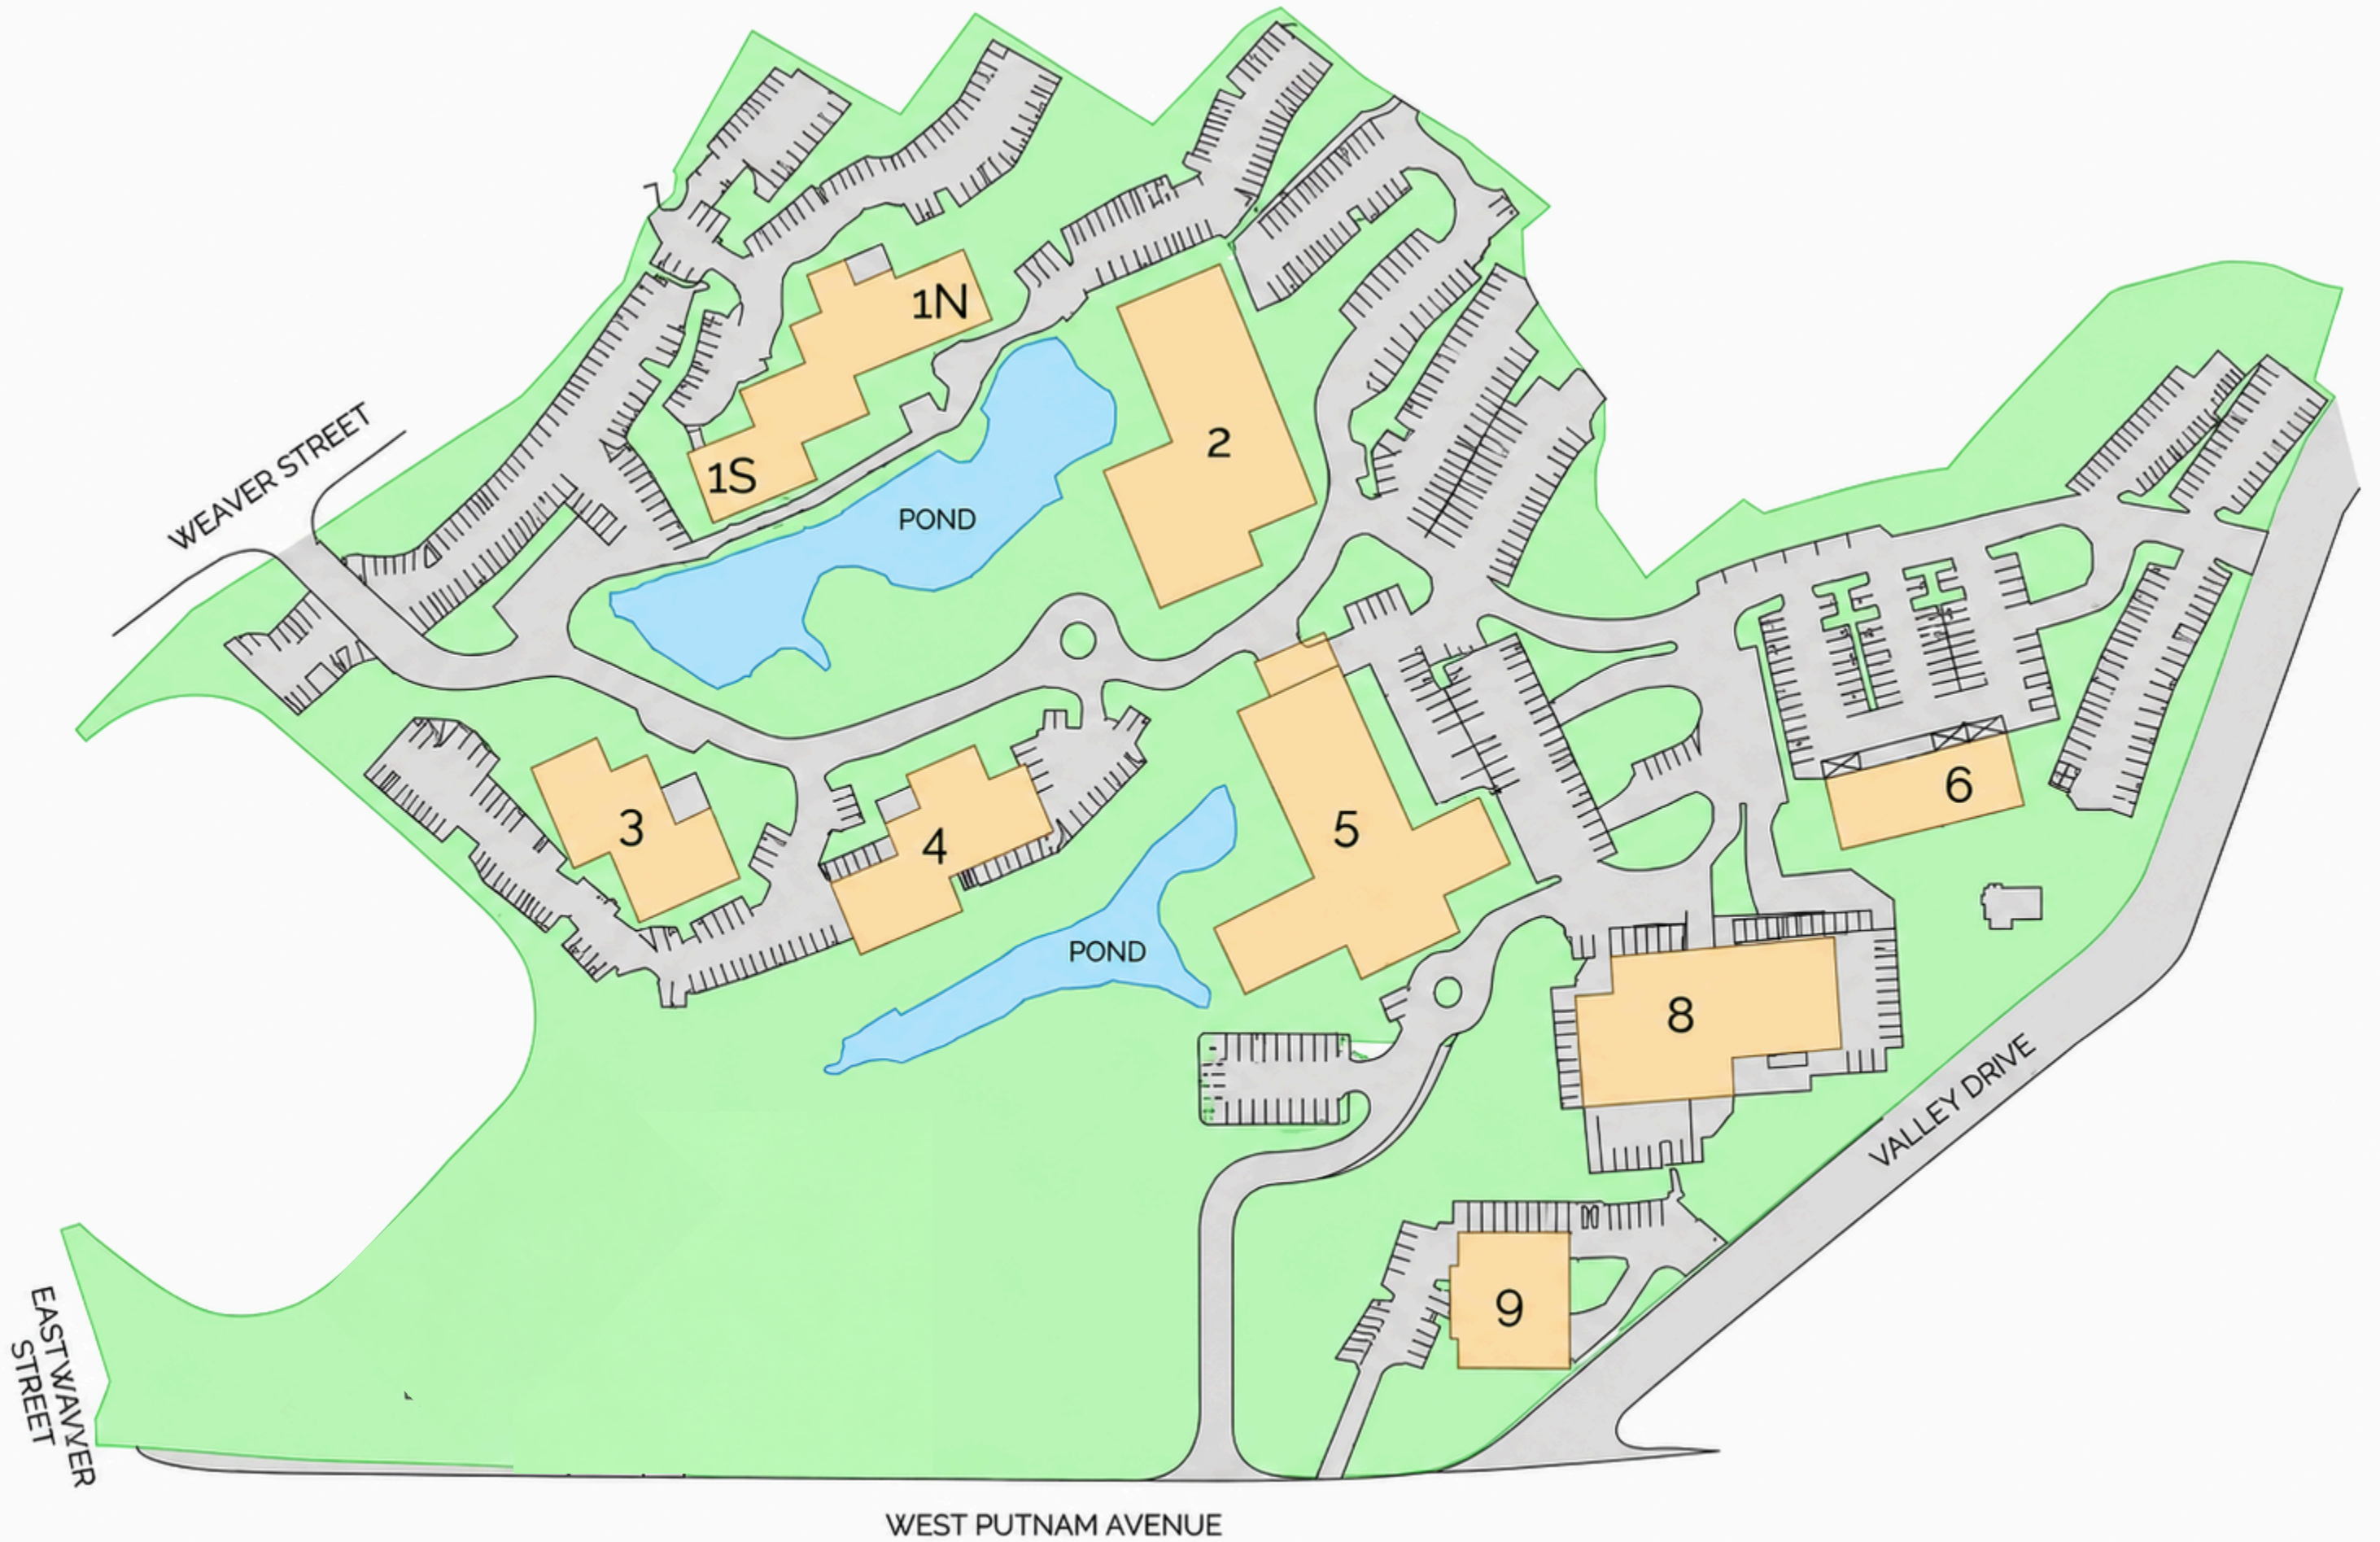 1N
2
WEAVER STREET
1S
POND
6
3
4
5
POND
8
VALLEY DRIVE
9
EASTWAVVER
STREET
WEST PUTNAM AVENUE